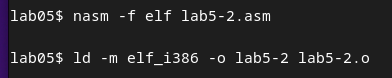 lab05$ nasm -f elf lab5-2.asm
lab05$ ld -m elf_i386 -o lab5-2 lab5-2.o